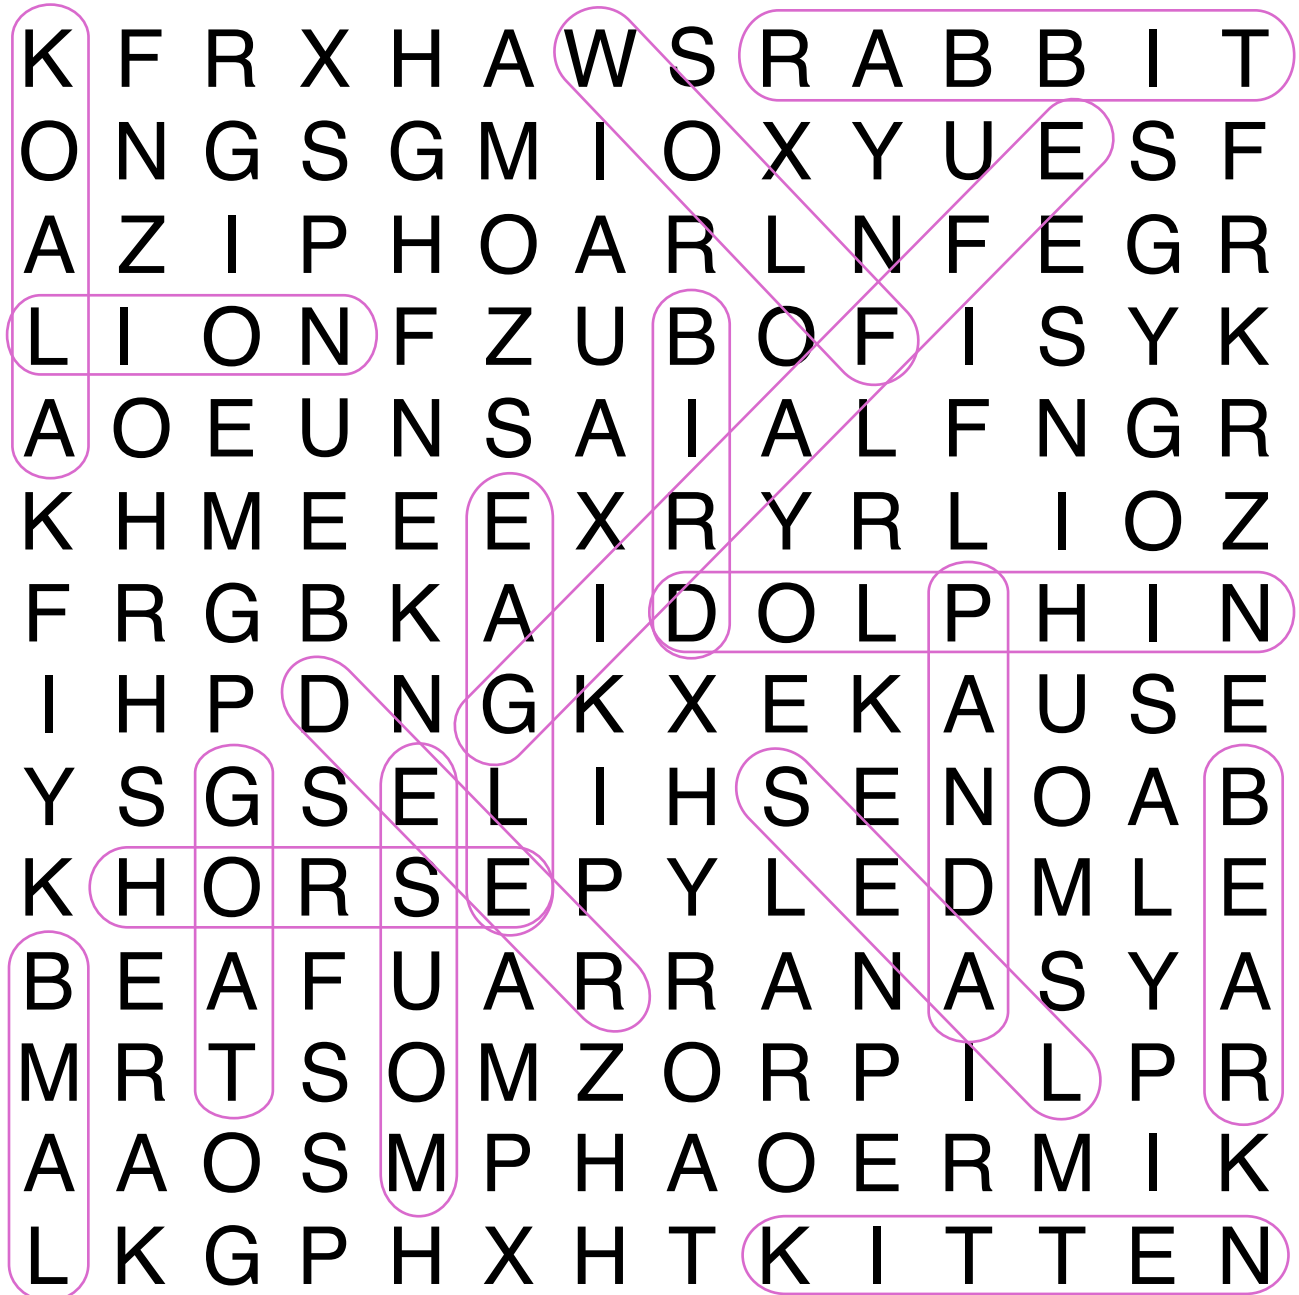 K F R X H A W S R A B B I T
O N G S G M I O X Y U E S F
A Z I P H O A R L N F E G R
L I O N F Z U B O F I S Y K
A O E U N S A I A L F N G R
K H M E E E X R Y R L I O Z
F R G B K A I D O L P H I N
I H P D N G K X E K A U S E
Y S G S E L I H S E N O A B
K H O R S E P Y L E D M L E
B E A F U A R R A N A S Y A
M R T S O M Z O R P I L P R
A A O S M P H A O E R M I K
L K G P H X H T K I T T E N